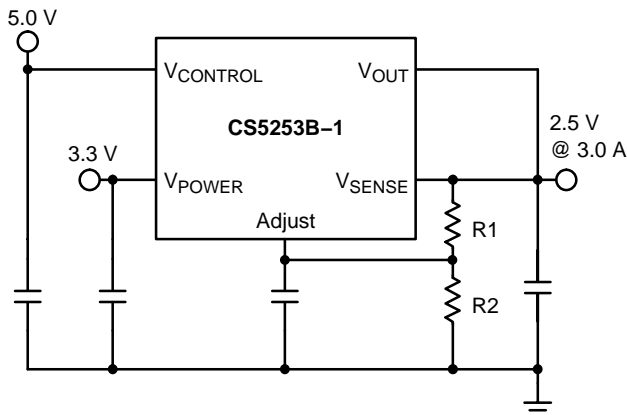 5.0 V
VCONTROL
VOUT
CS5253B–1
2.5 V
@ 3.0 A
3.3 V
VPOWER
VSENSE
Adjust
R1
R2